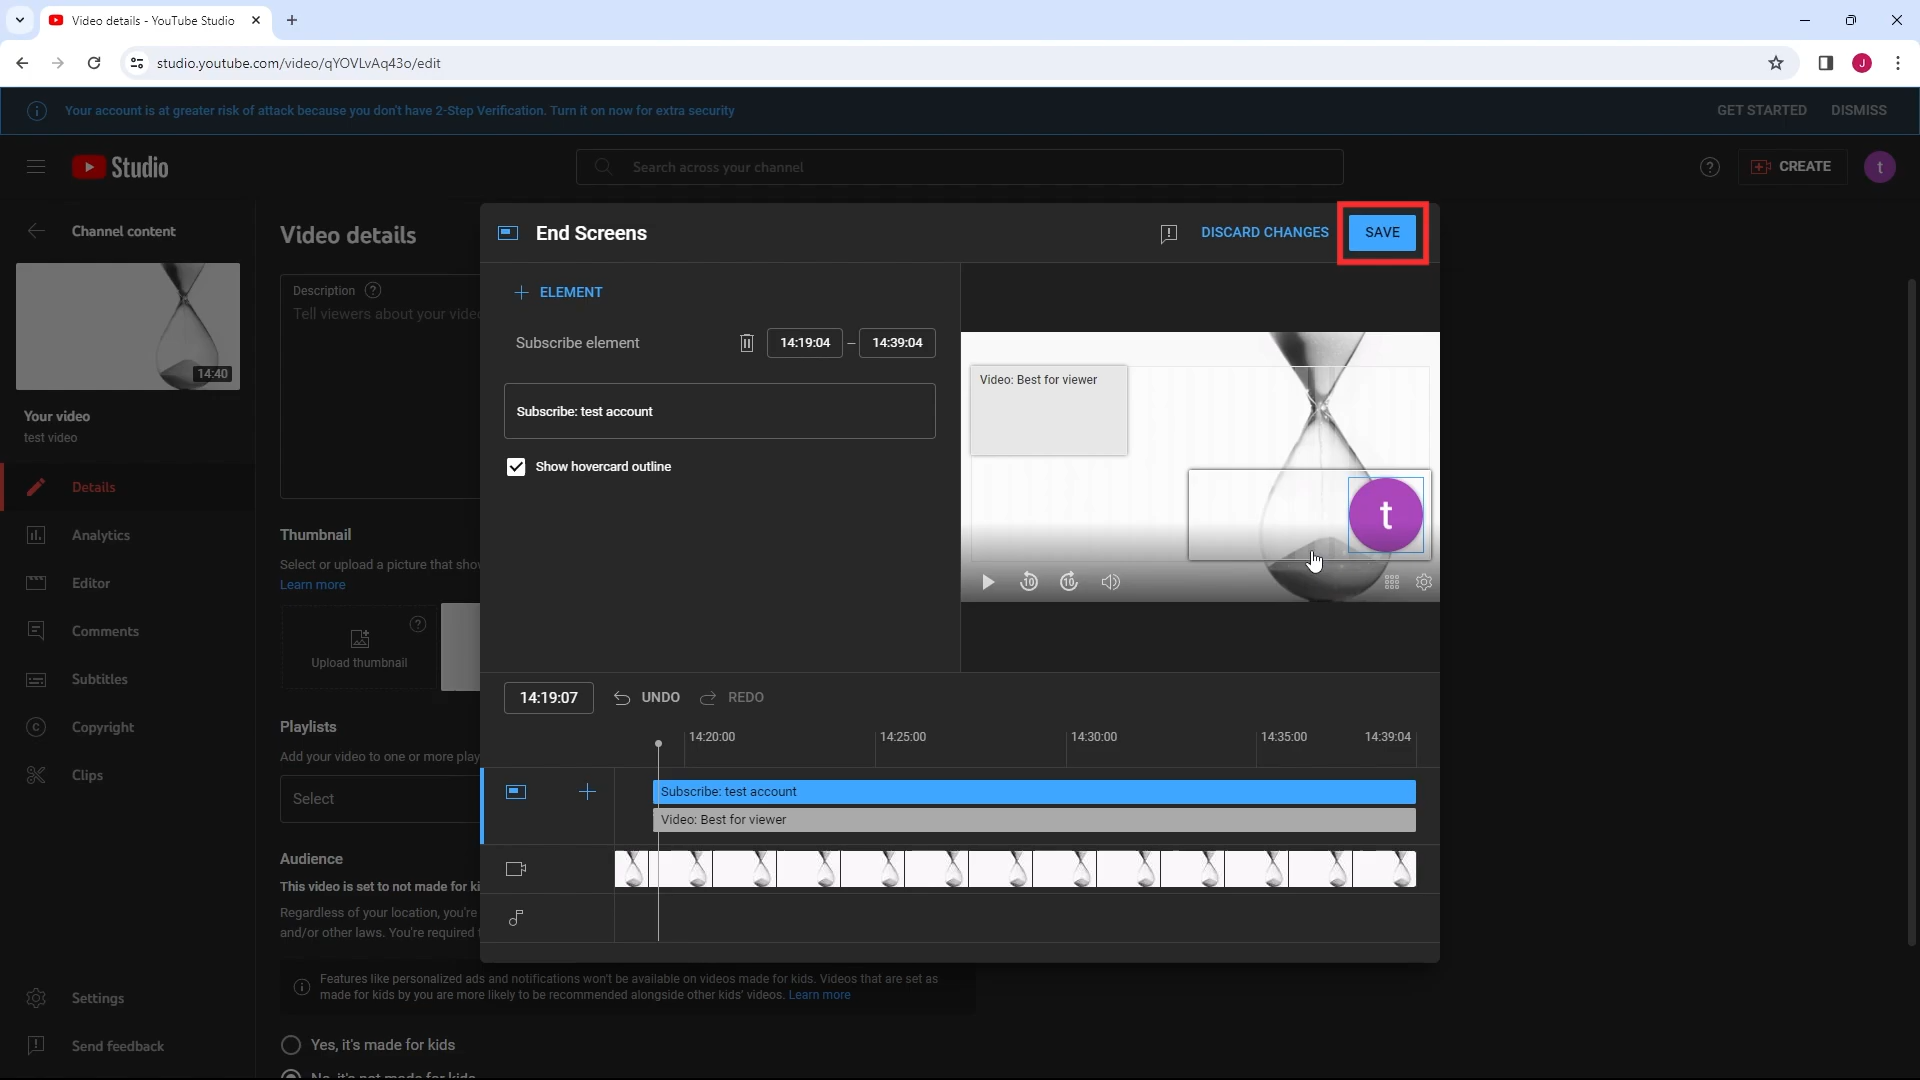 Video details - YouTube Studio
studio.youtube.com/video/qYOVLvAq43o/edit
J
Your account is at greater risk of attack because you don't have 2-Step Verification. Turn it on now for extra security
GET STARTED
DISMISS
Studio
Search across your channel
CREATE
t
Channel content
14:40
Your video
test video
Details
Analytics
Editor
Comments
Subtitles
Copyright
Clips
Settings
Send feedback
Video details
Description
Tell viewers about your vide
Thumbnail
Select or upload a picture that sho
Learn more
Upload thumbnail
Playlists
Add your video to one or more play
Select
Audience
This video is set to not made for ki
Regardless of your location, you're
and/or other laws. You're required
Features like personalized ads and notifications won't be available on videos made for kids. Videos that are set as
made for kids by you are more likely to be recommended alongside other kids' videos. Learn more
Yes, it's made for kids
No, it's not made for kids
End Screens
DISCARD CHANGES
SAVE
ELEMENT
Subscribe element
14:19:04 – 14:39:04
Subscribe: test account
Show hovercard outline
Video: Best for viewer
t
10
10
14:19:07
UNDO
REDO
14:20:00
14:25:00
14:30:00
14:35:00
14:39:04
Subscribe: test account
Video: Best for viewer